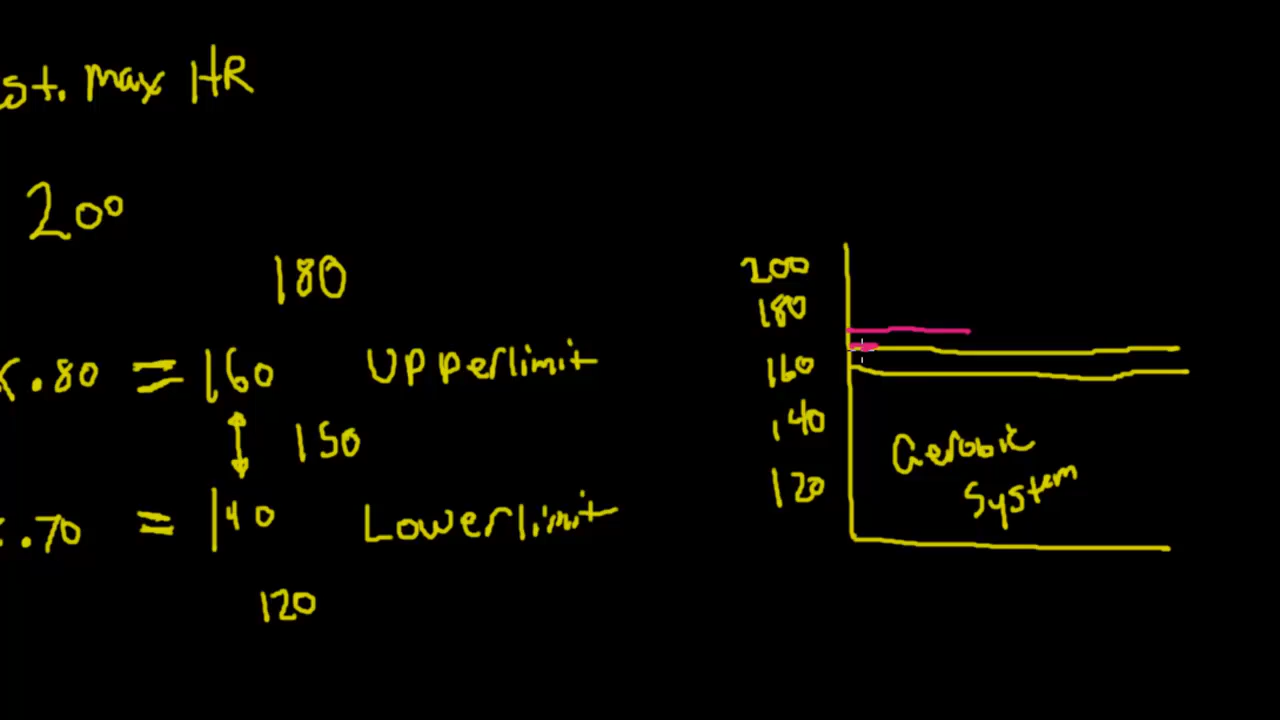 st. max HR
200
180
x.80 = 160 Upperlimit
150
.70 = 140 Lowerlimit
120
200
180
160
140
120
aerobic
system